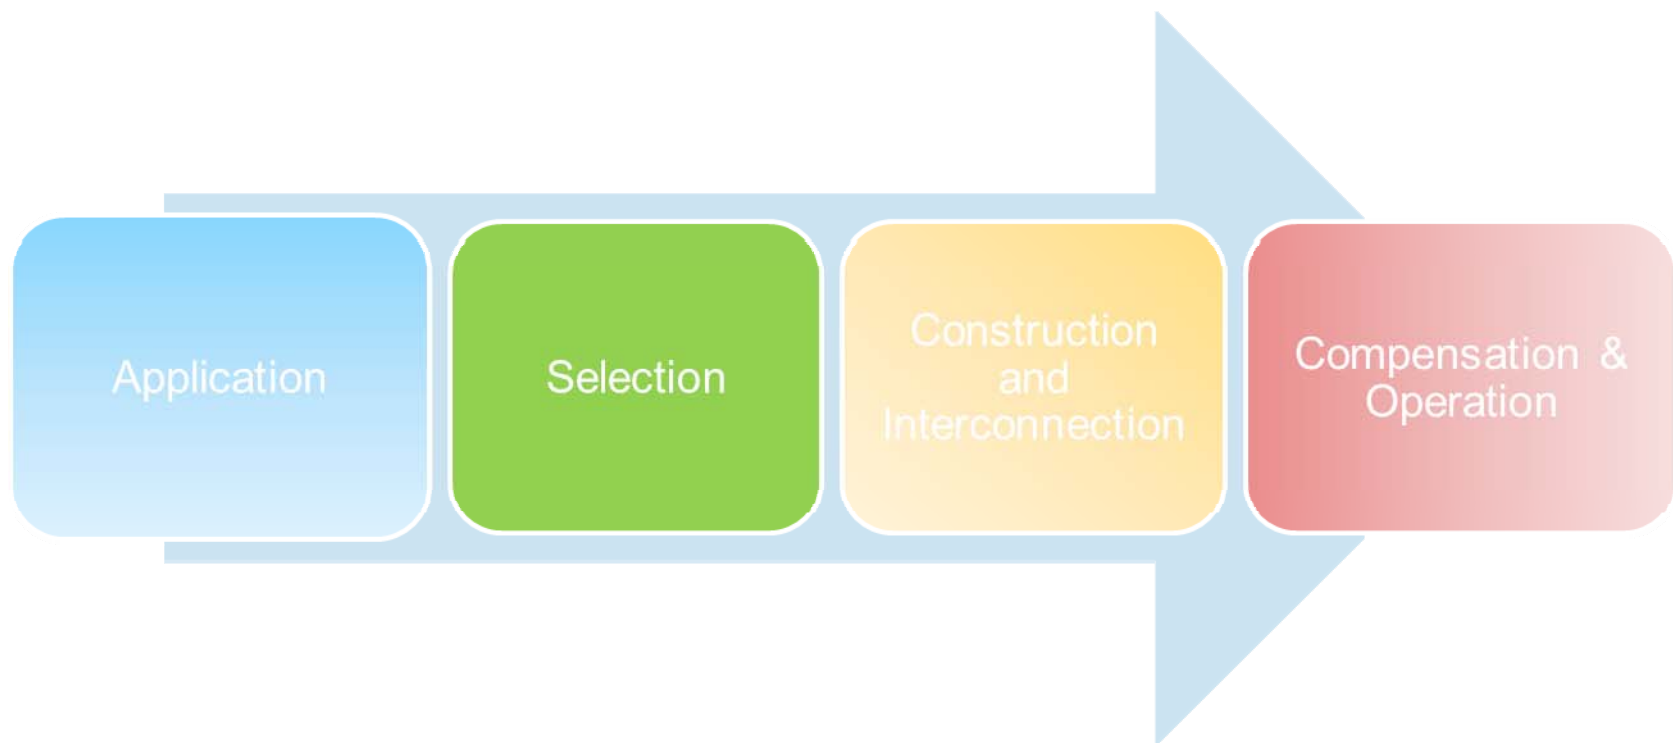 Application
Selection
Construction
and
Interconnection
Compensation &
Operation